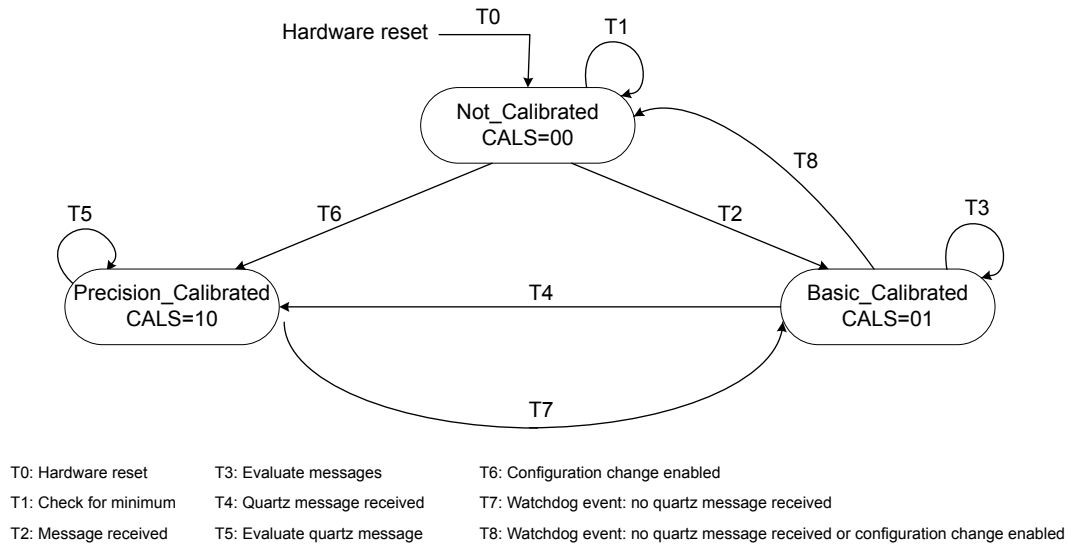 T0
Hardware reset
T1
Not_Calibrated
CALS=00
T8
T6
T2
T5
T3
Precision_Calibrated
CALS=10
T4
Basic_Calibrated
CALS=01
T7
T0: Hardware reset
T3: Evaluate messages
T6: Configuration change enabled
T1: Check for minimum
T4: Quartz message received
T7: Watchdog event: no quartz message received
T2: Message received
T5: Evaluate quartz message
T8: Watchdog event: no quartz message received or configuration change enabled